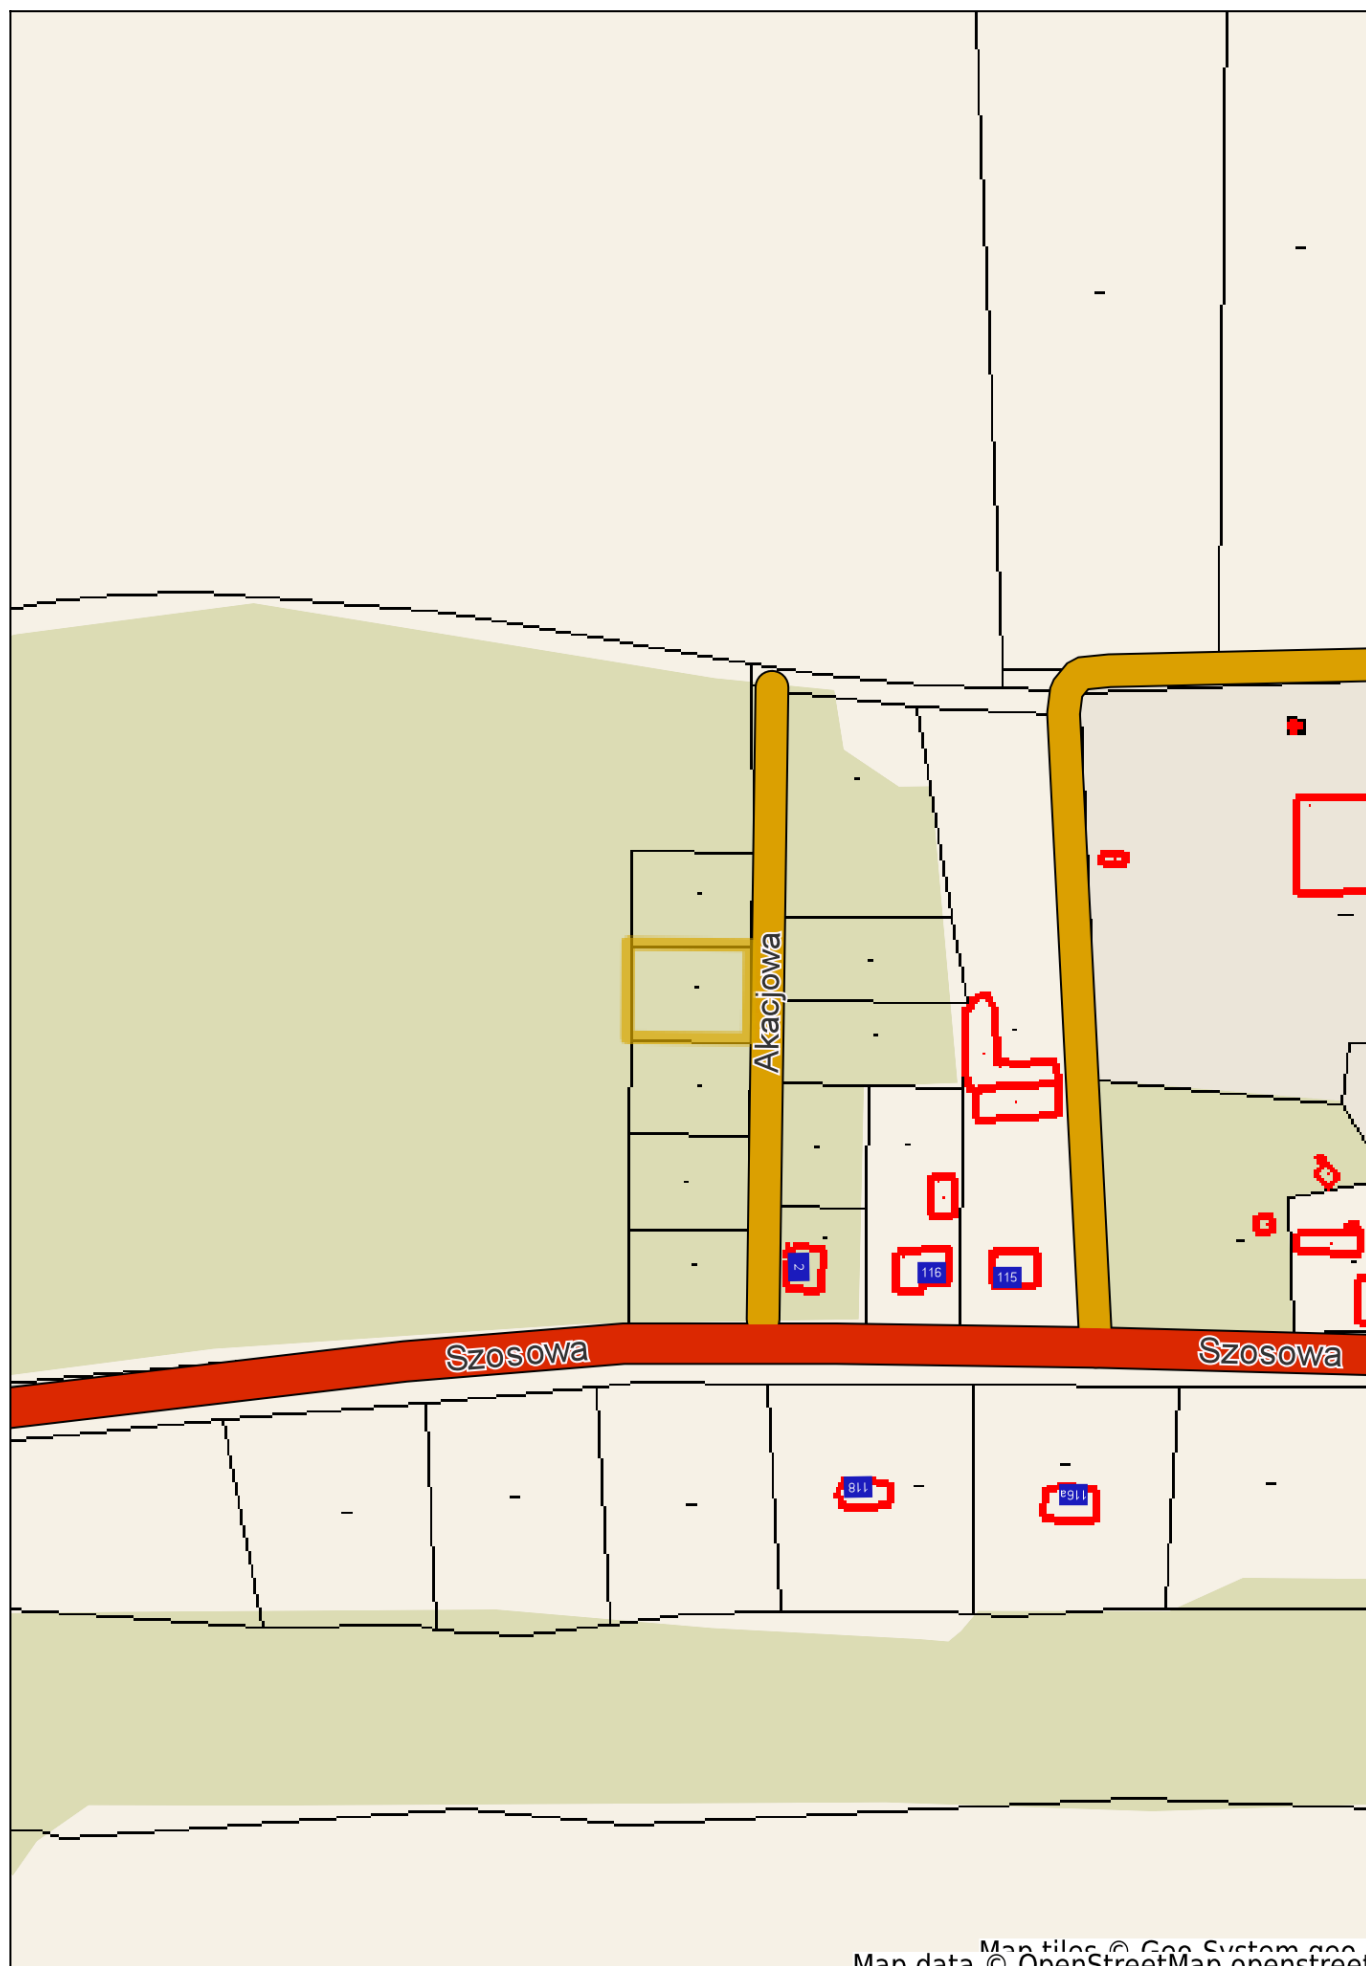 Akacjowa
2
116
115
Szosowa
Szosowa
118
116a
Map tiles © Geo-System geo
Map data © OpenStreetMap openstreet